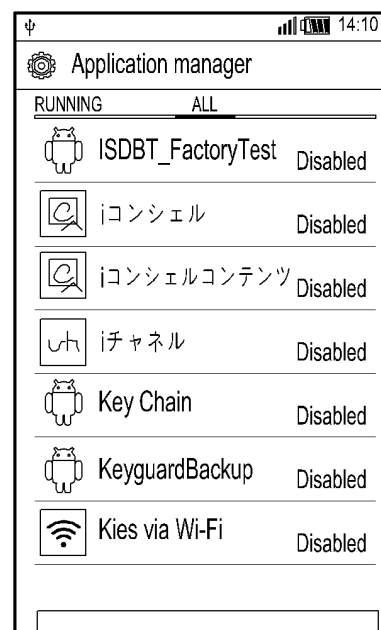 14:10
Application manager
RUNNING ALL
ISDBT_FactoryTest Disabled
iコンシェル Disabled
iコンシェルコンテンツ Disabled
iチャネル Disabled
Key Chain Disabled
KeyguardBackup Disabled
Kies via Wi-Fi Disabled